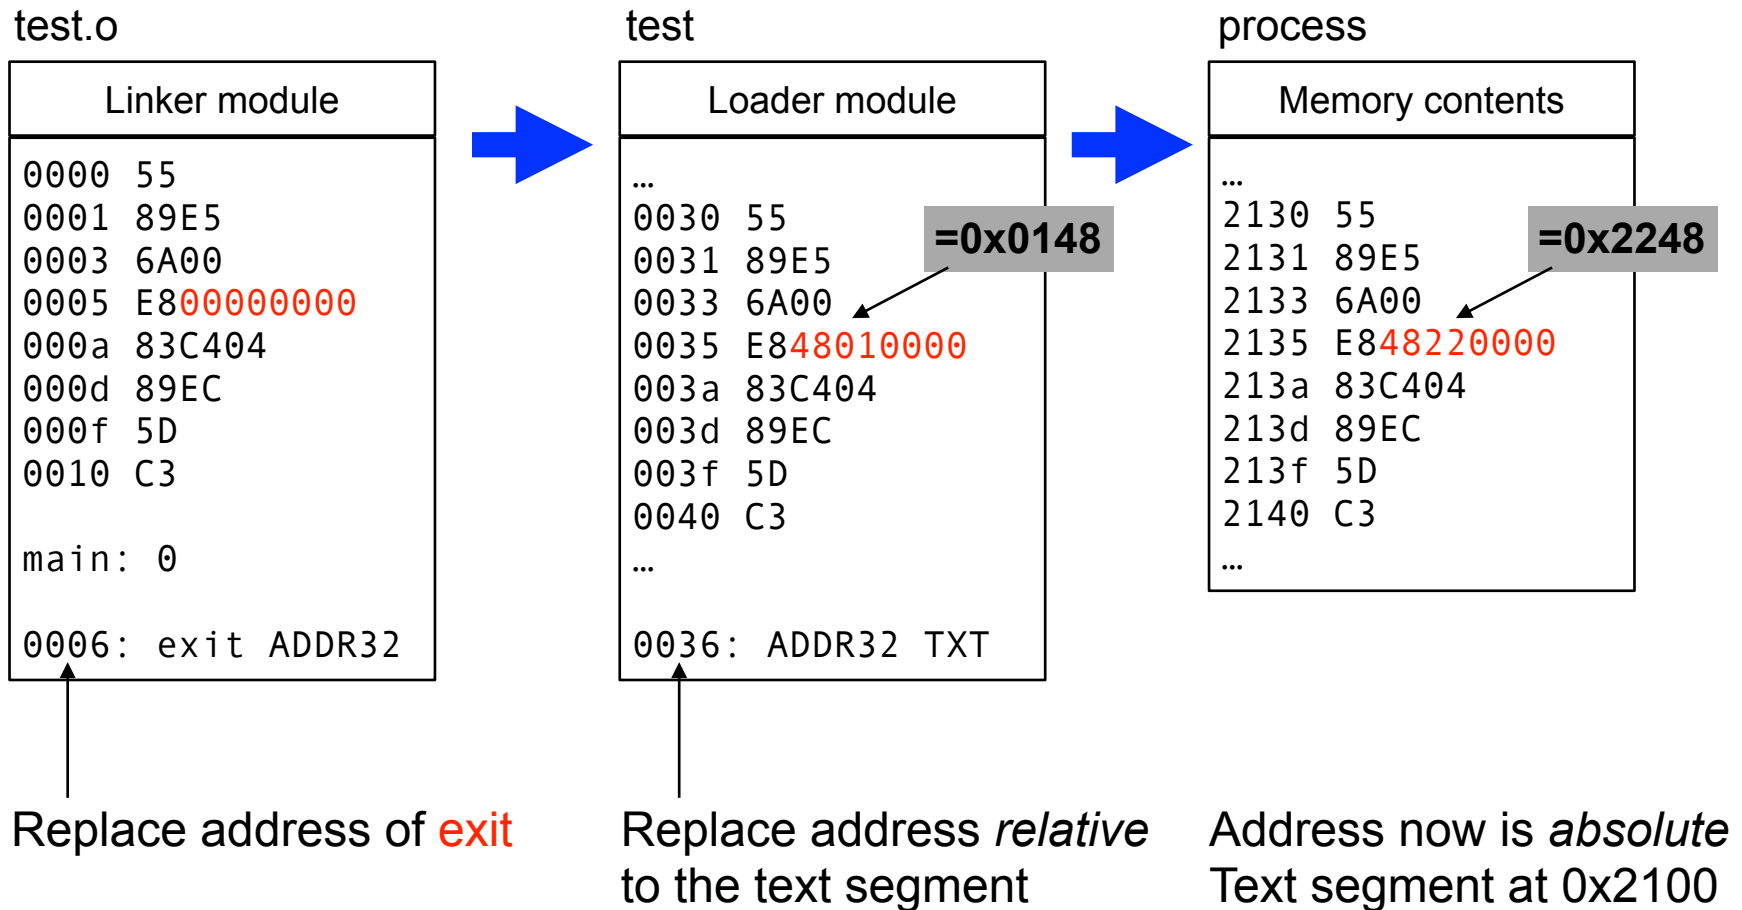 test.o
Linker module
0000 55
0001 89E5
0003 6A00
0005 E800000000
000a 83C404
000d 89EC
000f 5D
0010 C3
main: 0
0006: exit ADDR32
Replace address of exit
test
Loader module
…
0030 55
0031 89E5
0033 6A00
0035 E848010000
003a 83C404
003d 89EC
003f 5D
0040 C3
…
0036: ADDR32 TXT
=0x0148
Replace address relative
to the text segment
process
Memory contents
…
2130 55
2131 89E5
2133 6A00
2135 E848220000
213a 83C404
213d 89EC
213f 5D
2140 C3
…
=0x2248
Address now is absolute
Text segment at 0x2100